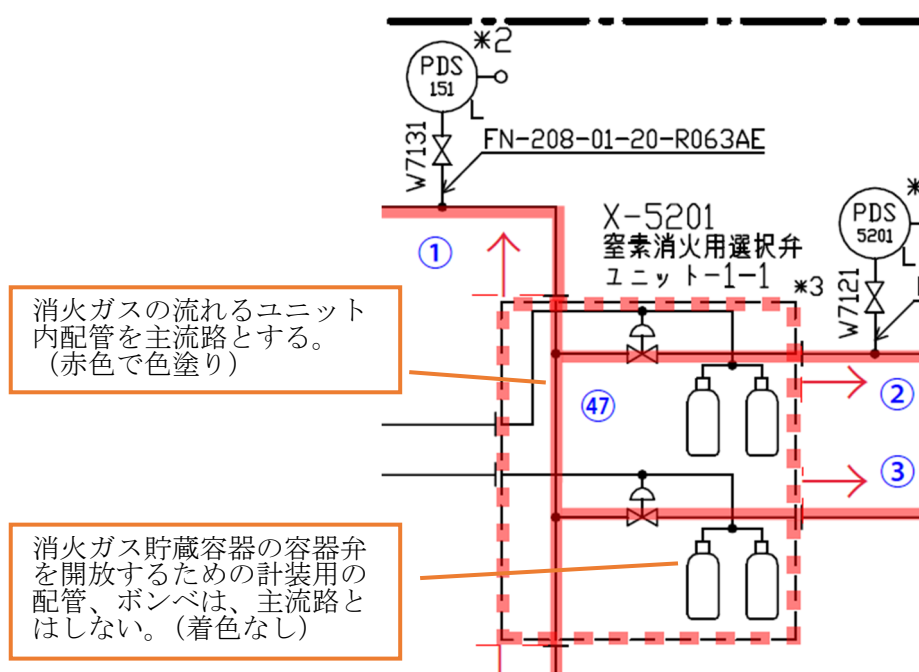 *2
PDS
151
L
W7131
FN-208-01-20-R063AE
①
X-5201
窒素消火用選択弁
ユニット-1-1
*3
PDS
5201
L
W7121
消火ガスの流れるユニット
内配管を主流路とする。
（赤色で色塗り）
②
㊼
③
消火ガス貯蔵容器の容器弁
を開放するための計装用の
配管、ボンベは、主流路と
はしない。（着色なし）